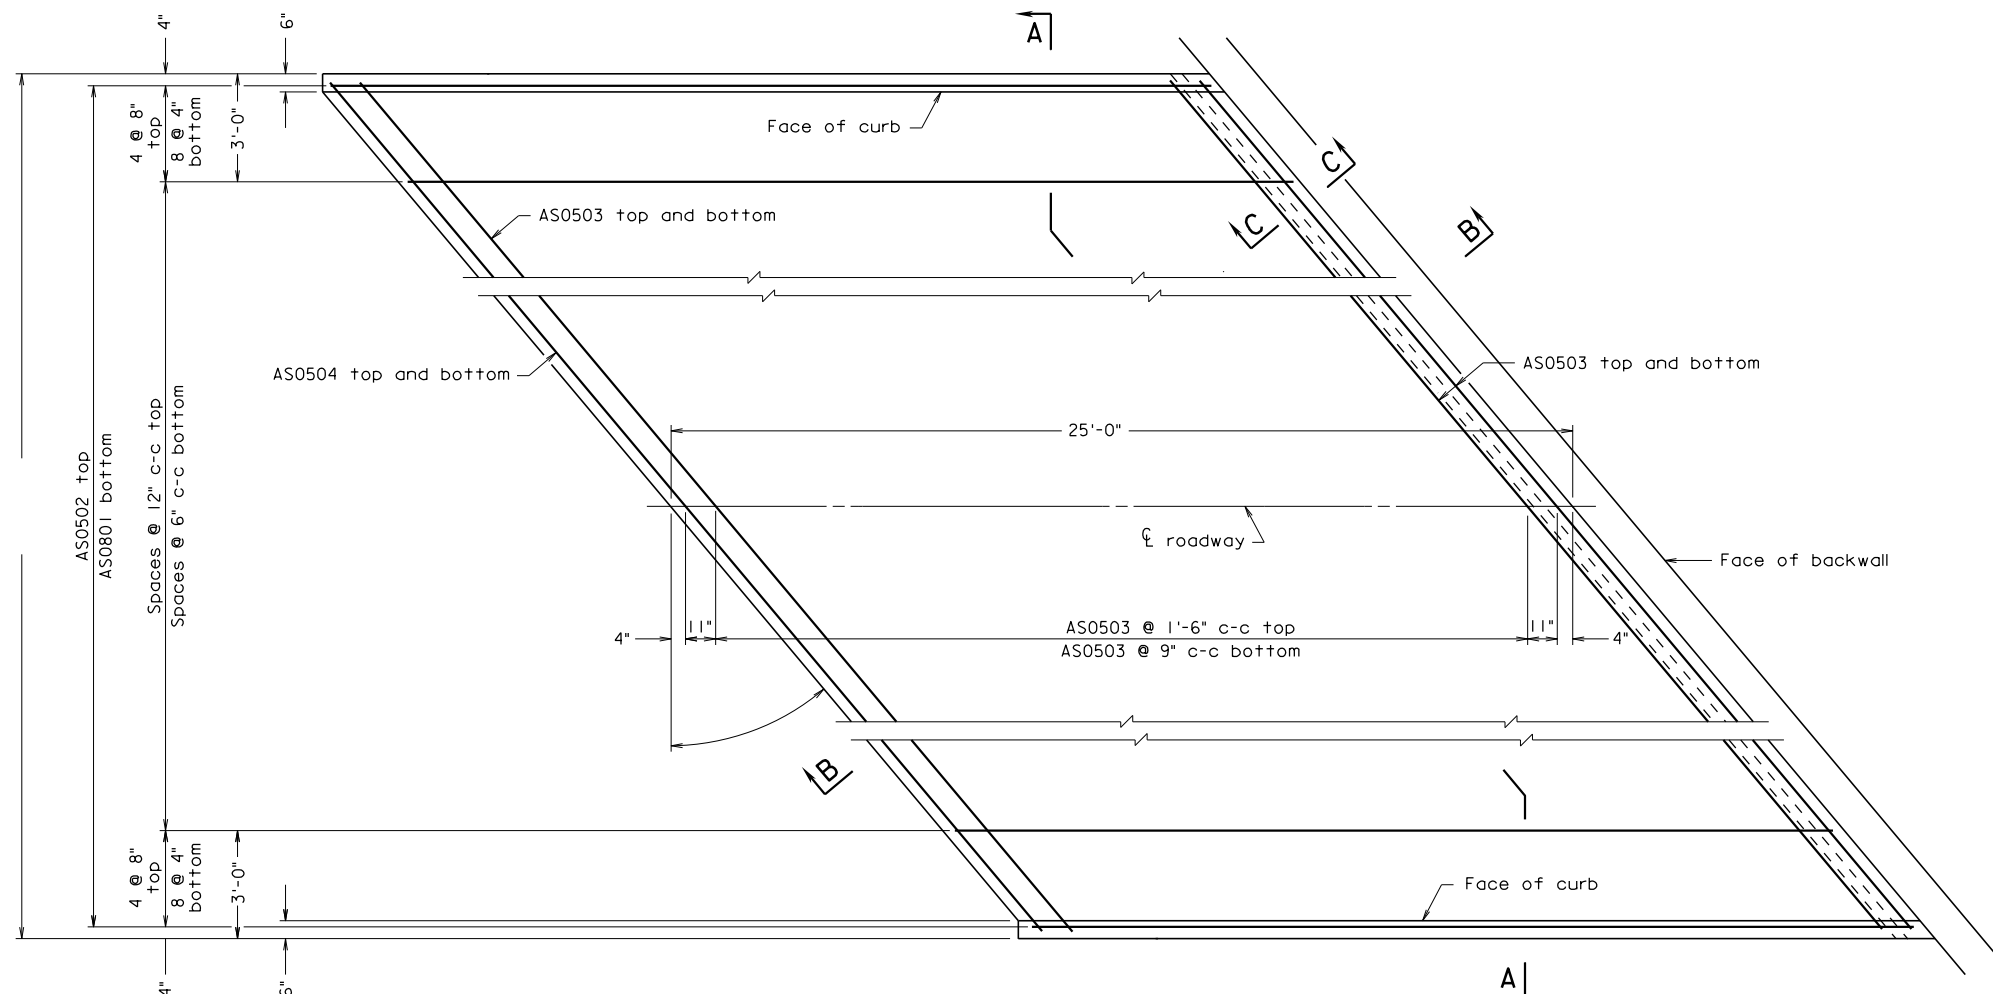 4"
6"
A
4 @ 8"
top
8 @ 4"
bottom
3'-0"
Face of curb
C
AS0503 top and bottom
C
B
AS0504 top and bottom
AS0503 top and bottom
25'-0"
AS0502 top
AS0801 bottom
Spaces @ 12" c-c top
Spaces @ 6" c-c bottom
℄ roadway
Face of backwall
4"
11"
AS0503 @ 1'-6" c-c top
AS0503 @ 9" c-c bottom
11"
4"
B
4 @ 8"
top
8 @ 4"
bottom
3'-0"
Face of curb
A
4"
6"